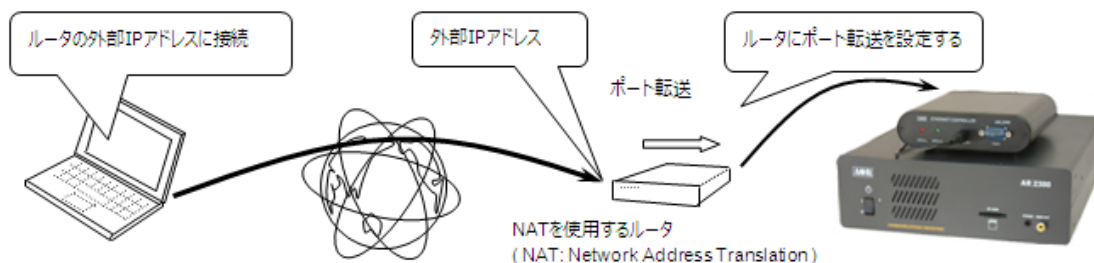 ルータの外部IPアドレスに接続
外部IPアドレス
ルータにポート転送を設定する
ポート転送
NATを使用するルータ
( NAT: Network Address Translation )
AR 2300